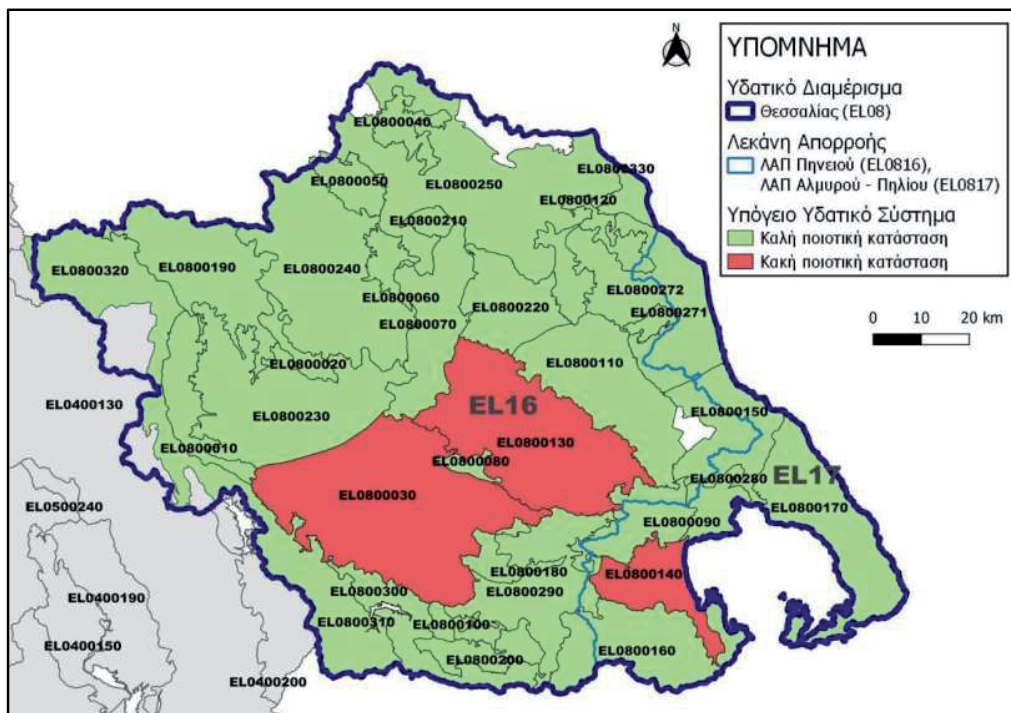 N
ΥΠΟΜΝΗΜΑ
Υδατικό Διαμέρισμα
Θεσσαλίας (EL08)
Λεκάνη Απορροής
ΛΑΠ Πηνειού (EL0816),
ΛΑΠ Αλμυρού - Πηλίου (EL0817)
Υπόγειο Υδατικό Σύστημα
Καλή ποιοτική κατάσταση
Κακή ποιοτική κατάσταση
0 10 20 km
EL0800040
EL0800330
EL0800050
EL0800250
EL0800120
EL0800210
EL0800320
EL0800190
EL0800240
EL0800272
EL0800060
EL0800220
EL0800271
EL0800070
EL0800020
EL0800110
EL0400130
EL16
EL0800230
EL0800150
EL0800010
EL0800130
EL0800080
EL17
EL0800280
EL0800030
EL0500240
EL0800170
EL0800090
EL0800180
EL0800140
EL0800300
EL0800290
EL0400190
EL0800310
EL0800100
EL0400150
EL0800160
EL0800200
EL0400200